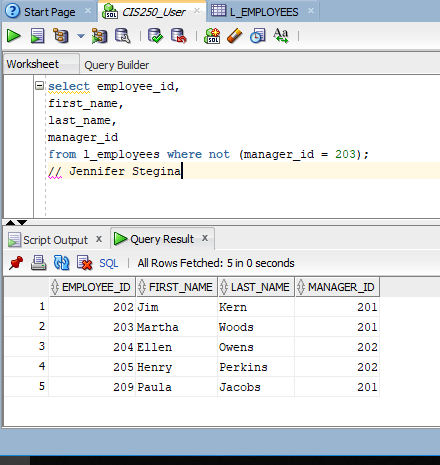 Start Page x CIS250_User x L_EMPLOYEES x
SQL Aa
Worksheet Query Builder
select employee_id,
first_name,
last_name,
manager_id
from l_employees where not (manager_id = 203);
// Jennifer Stegina
Script Output x Query Result x
SQL | All Rows Fetched: 5 in 0 seconds
EMPLOYEE_ID FIRST_NAME LAST_NAME MANAGER_ID
1 202 Jim Kern 201
2 203 Martha Woods 201
3 204 Ellen Owens 202
4 205 Henry Perkins 202
5 209 Paula Jacobs 201